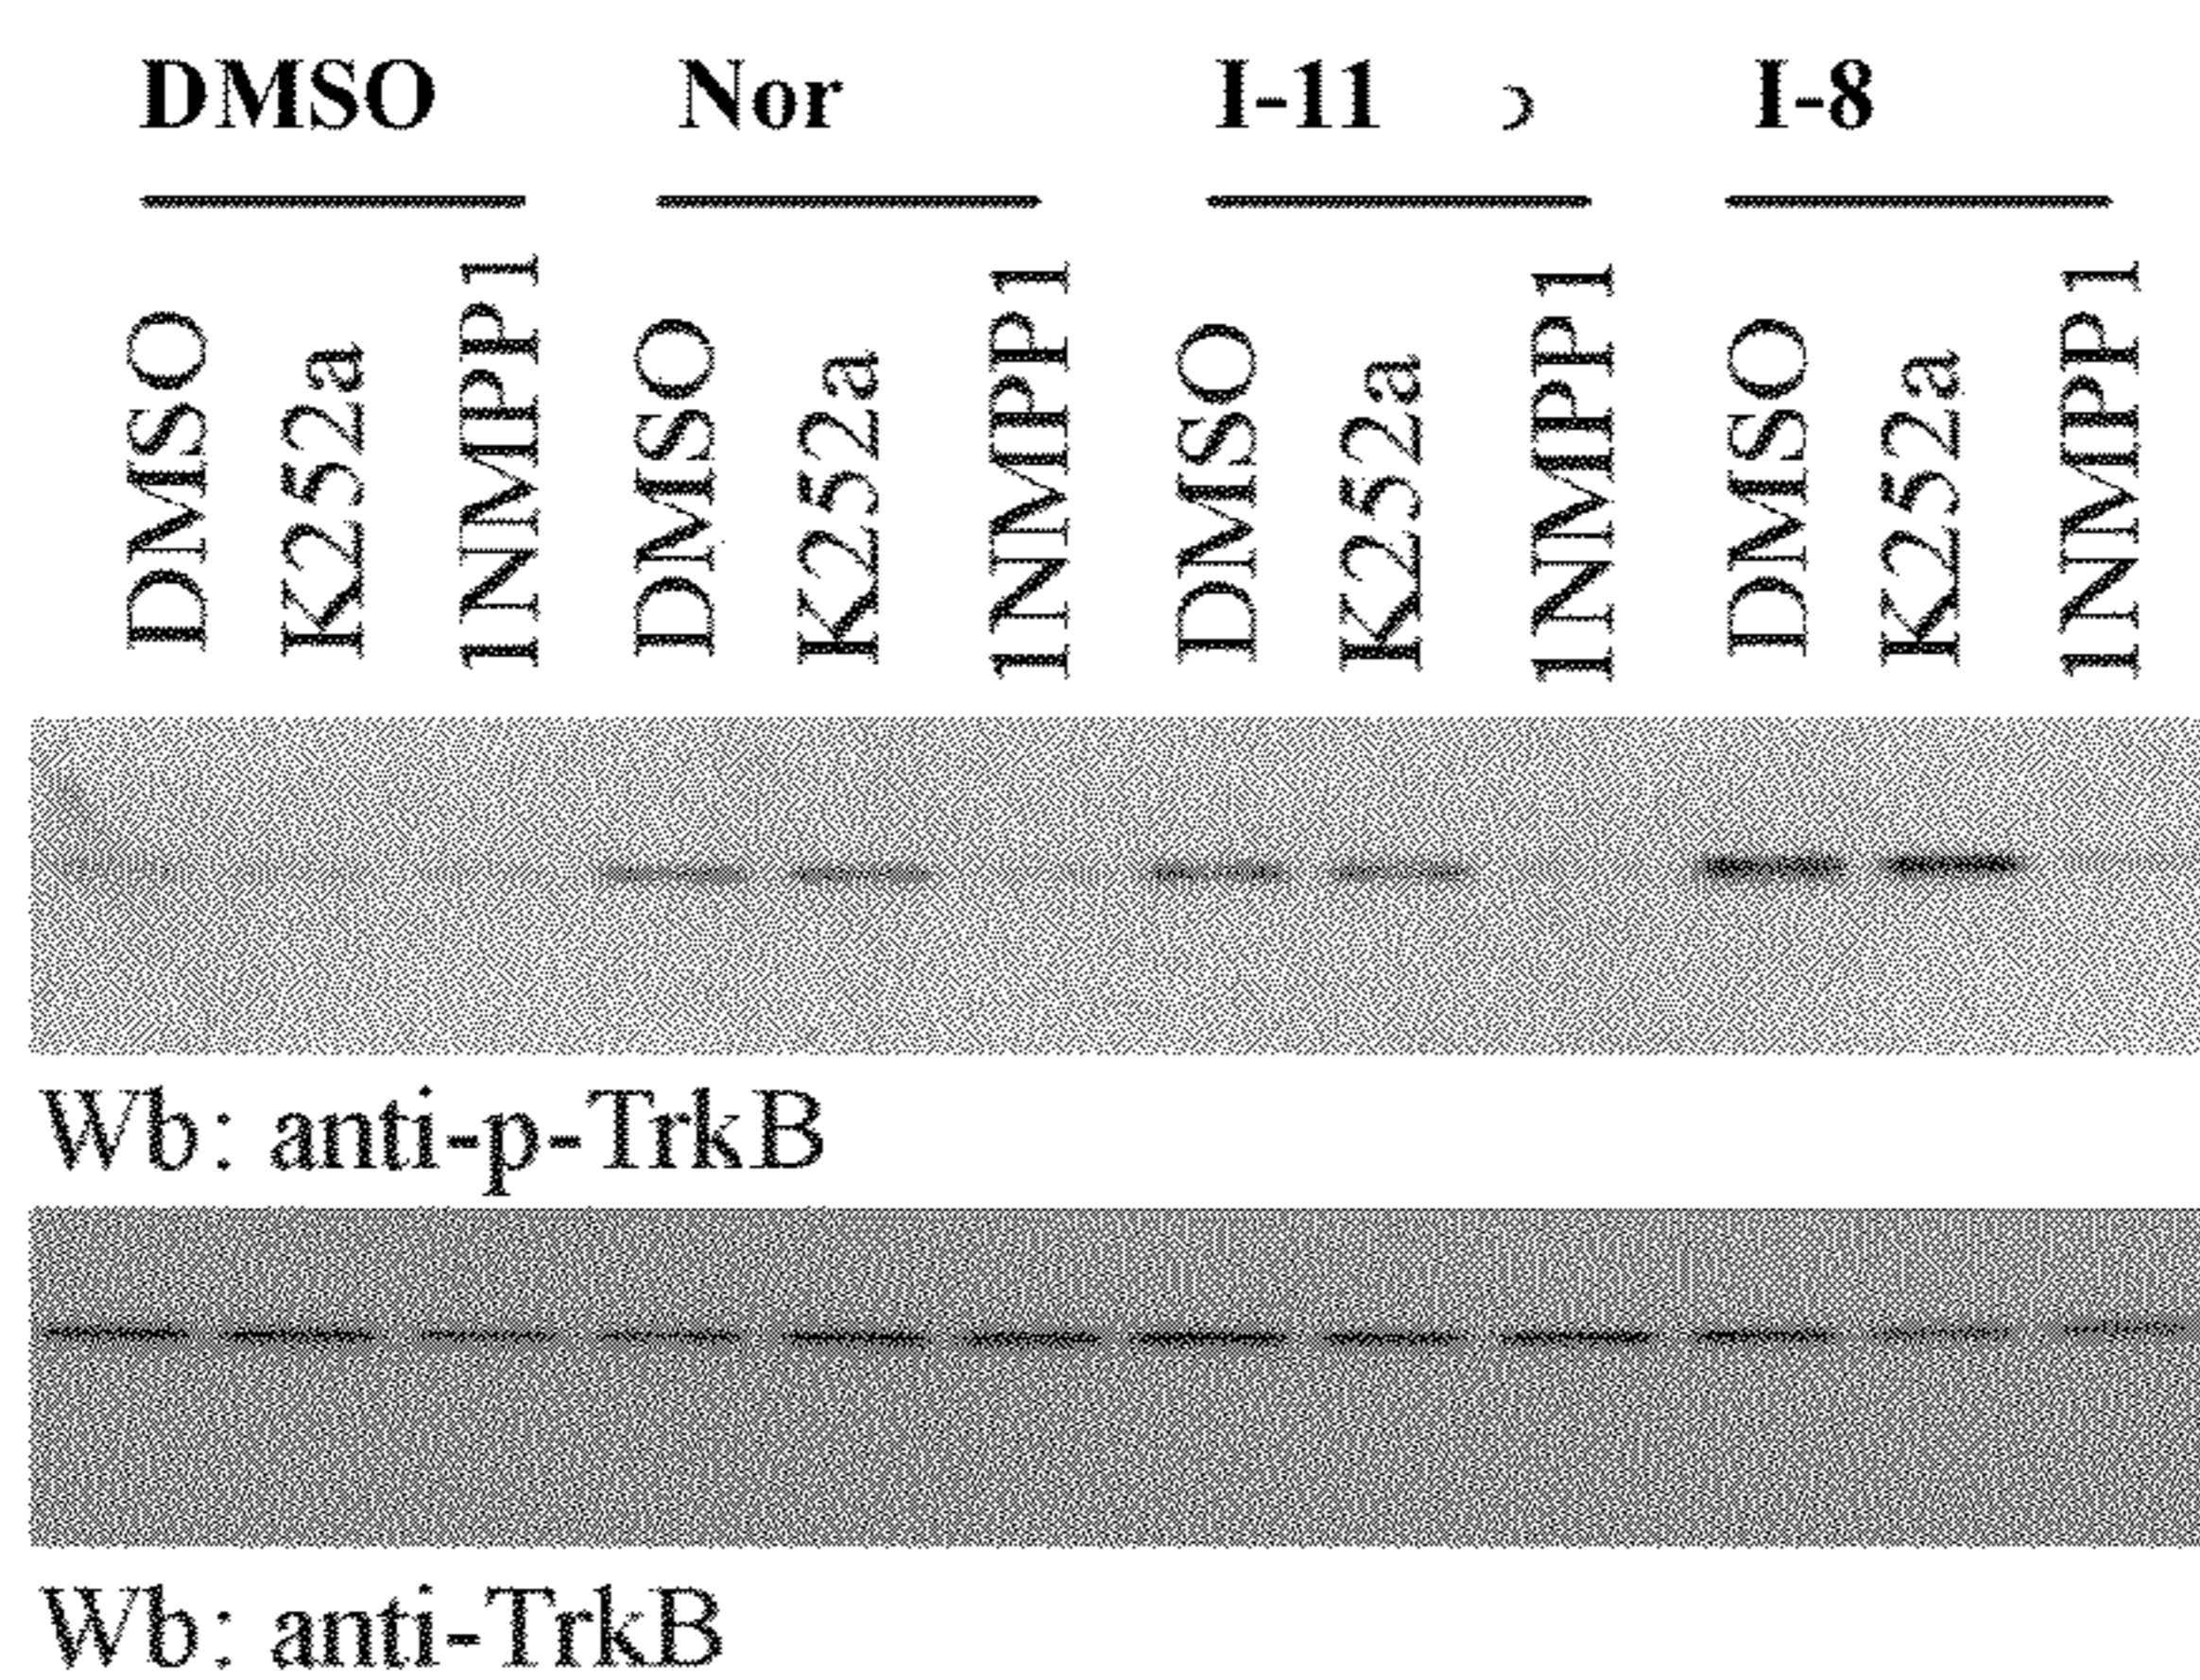 DMSO Nor I-11 I-8
DMSO K252a 1NMPP1 DMSO K252a 1NMPP1 DMSO K252a 1NMPP1 DMSO K252a 1NMPP1
Wb: anti-p-TrkB
Wb: anti-TrkB